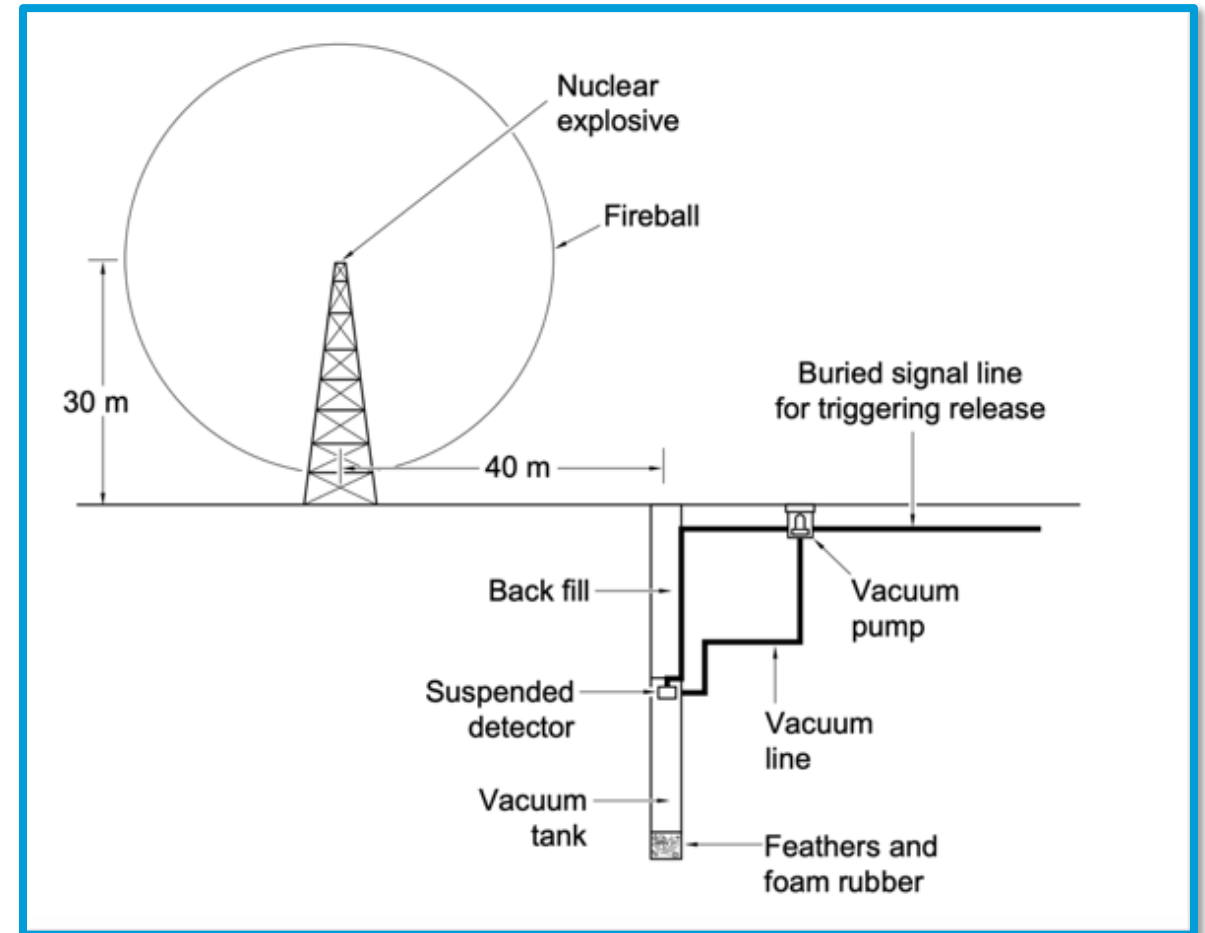 Nuclear
explosive
Fireball
30 m
40 m
Buried signal line
for triggering release
Back fill
Vacuum
pump
Suspended
detector
Vacuum
line
Vacuum
tank
Feathers and
foam rubber